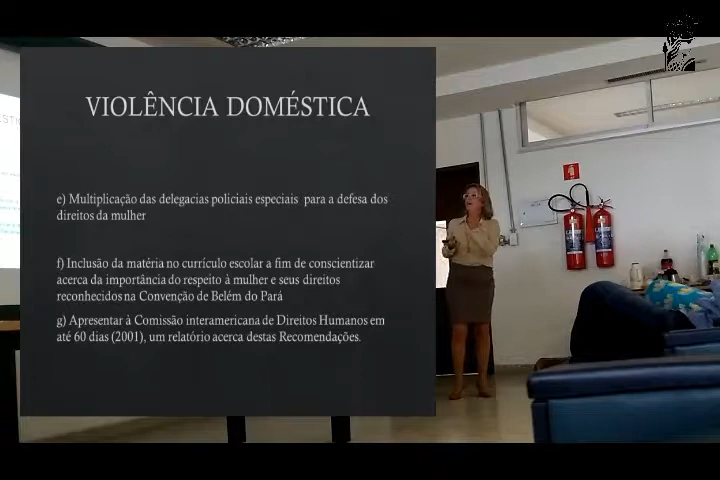 VIOLÊNCIA DOMÉSTICA
e) Multiplicação das delegacias policiais especiais para a defesa dos
direitos da mulher
f) Inclusão da matéria no currículo escolar a fim de conscientizar
acerca da importância do respeito à mulher e seus direitos
reconhecidos na Convenção de Belém do Pará
g) Apresentar à Comissão interamericana de Direitos Humanos em
até 60 dias (2001), um relatório acerca destas Recomendações.